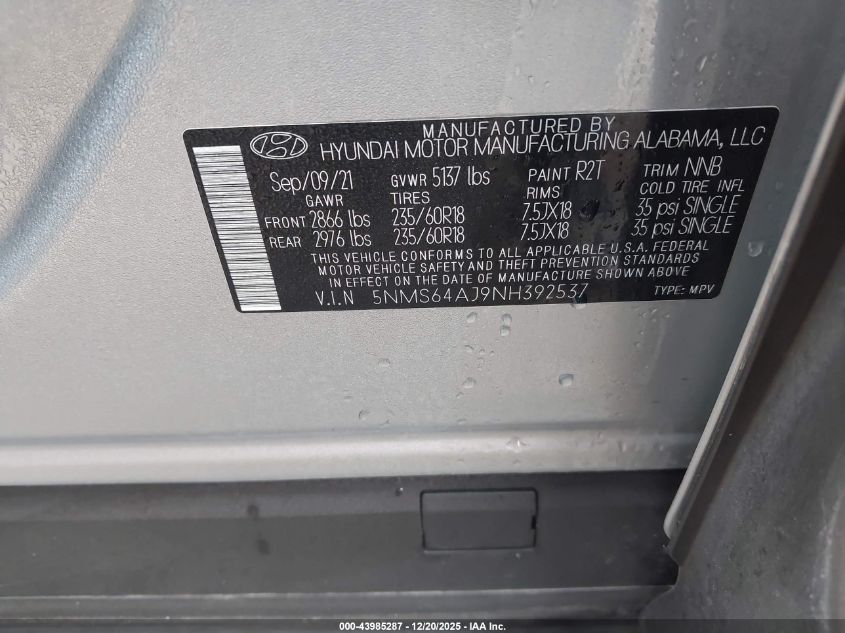 MANUFACTURED BY
HYUNDAI MOTOR MANUFACTURING ALABAMA, LLC
Sep/09/21 GVWR 5137 lbs PAINT R2T TRIM NNB
GAWR TIRES RIMS COLD TIRE INFL
FRONT 2866 lbs 235/60R18 7.5JX18 35 psi SINGLE
REAR 2976 lbs 235/60R18 7.5JX18 35 psi SINGLE
THIS VEHICLE CONFORMS TO ALL APPLICABLE U.S.A. FEDERAL
MOTOR VEHICLE SAFETY AND THEFT PREVENTION STANDARDS
IN EFFECT ON THE DATE OF MANUFACTURE SHOWN ABOVE.
V.I.N 5NMS64AJ9NH392537 TYPE: MPV
000-43985287 - 12/20/2025 - IAA Inc.